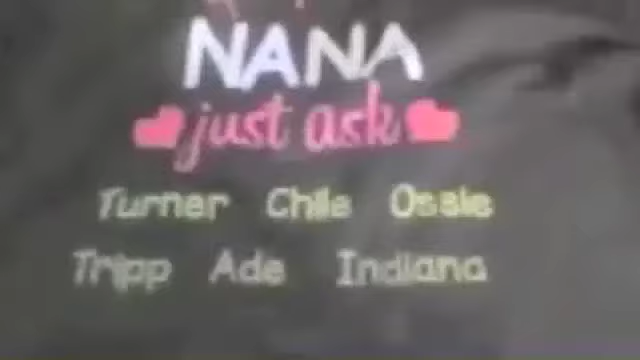 NANA
just ask
Turner Chile Ossie
Tripp Ade Indiana